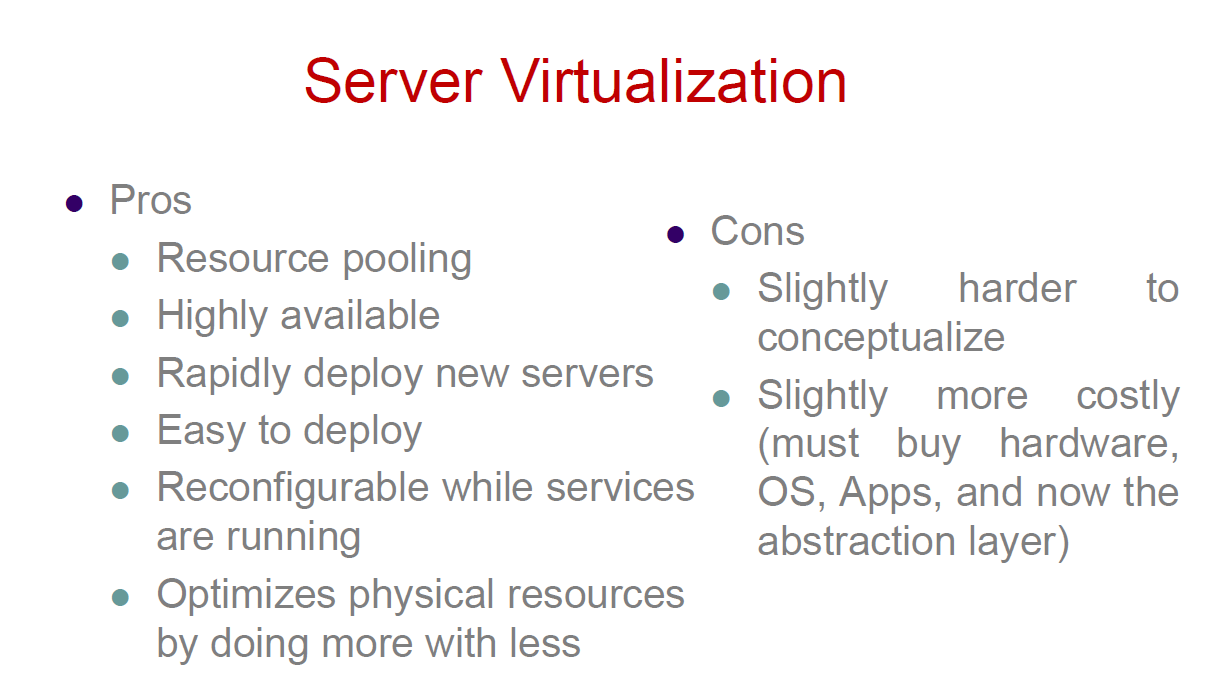 Server Virtualization
Pros
Resource pooling
Highly available
Rapidly deploy new servers
Easy to deploy
Reconfigurable while services
are running
Optimizes physical resources
by doing more with less
Cons
Slightly harder to
conceptualize
Slightly more costly
(must buy hardware,
OS, Apps, and now the
abstraction layer)